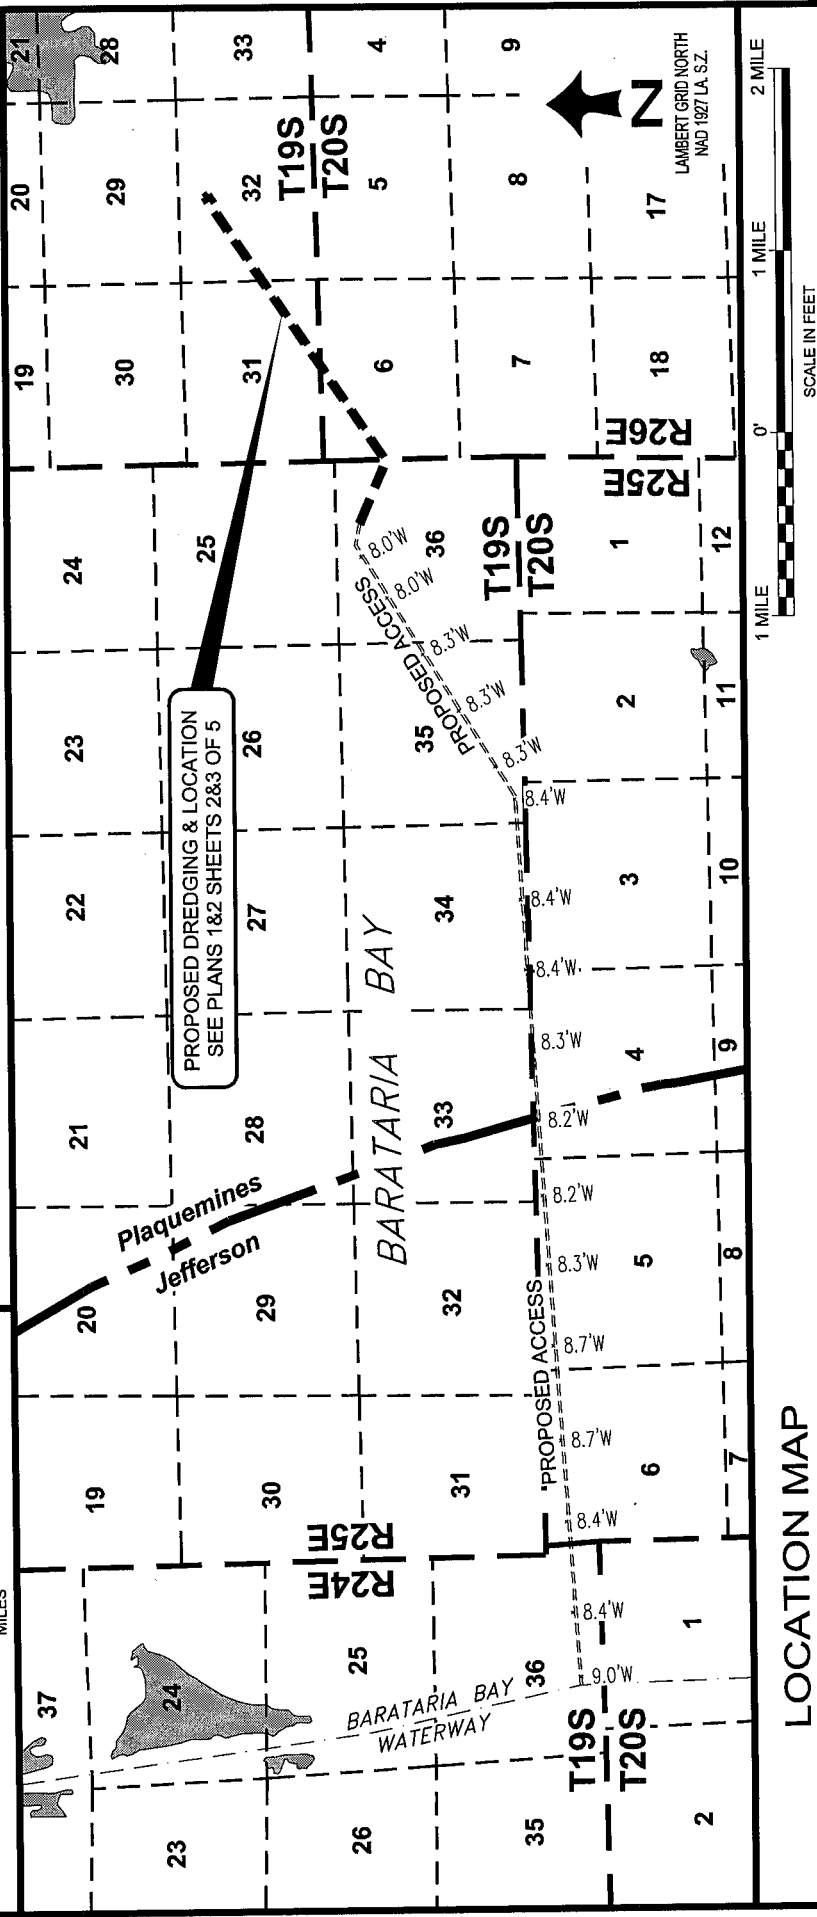 MILES
37
24
23
25
26
36
35
1
2
BARATARIA BAY
WATERWAY
T19S
T20S
R25E
R24E
19
20
21
22
23
24
19
20
21
30
29
28
27
26
25
30
29
28
31
32
33
34
35
36
31
32
33
6
5
4
3
2
1
6
5
4
7
8
9
10
11
12
7
8
9
18
17
Plaquemines
Jefferson
BARATARIA BAY
PROPOSED DREDGING & LOCATION
SEE PLANS 1&2 SHEETS 2&3 OF 5
PROPOSED ACCESS
PROPOSED ACCESS
9.0'W
8.4'W
8.4'W
8.7'W
8.7'W
8.3'W
8.2'W
8.2'W
8.3'W
8.4'W
8.4'W
8.4'W
8.3'W
8.3'W
8.3'W
8.0'W
8.0'W
T19S
T20S
R26E
R25E
T19S
T20S
N
LAMBERT GRID NORTH
NAD 1927 LA. S.Z.
LOCATION MAP
1 MILE
0'
1 MILE
2 MILE
SCALE IN FEET